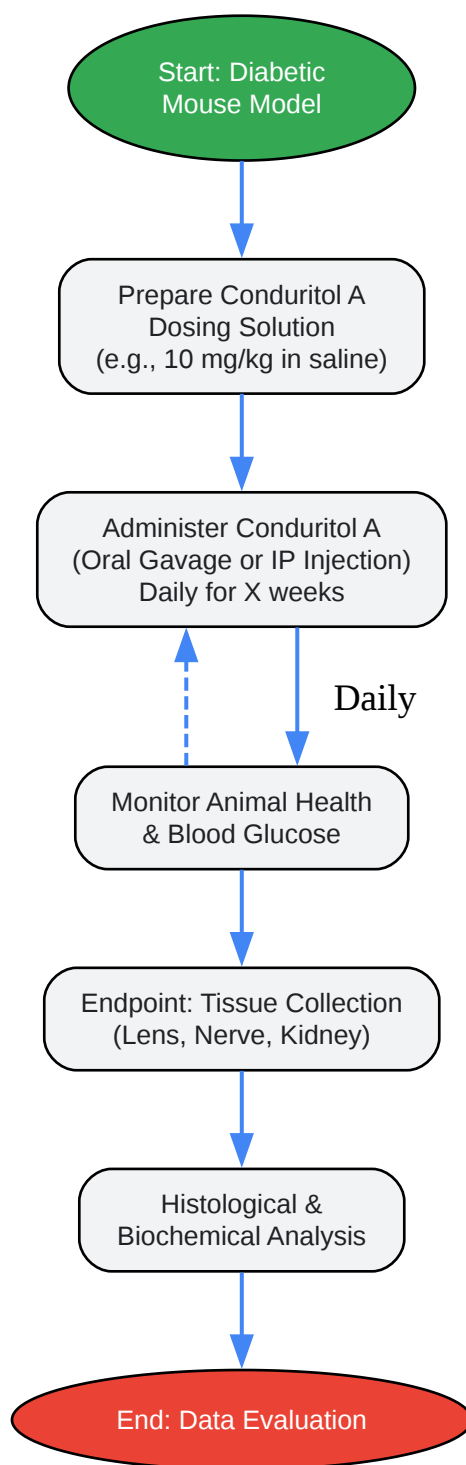 Start: Diabetic
Mouse Model
Prepare Conduritol A
Dosing Solution
(e.g., 10 mg/kg in saline)
Administer Conduritol A
(Oral Gavage or IP Injection)
Daily for X weeks
Daily
Monitor Animal Health
& Blood Glucose
Endpoint: Tissue Collection
(Lens, Nerve, Kidney)
Histological &
Biochemical Analysis
End: Data Evaluation